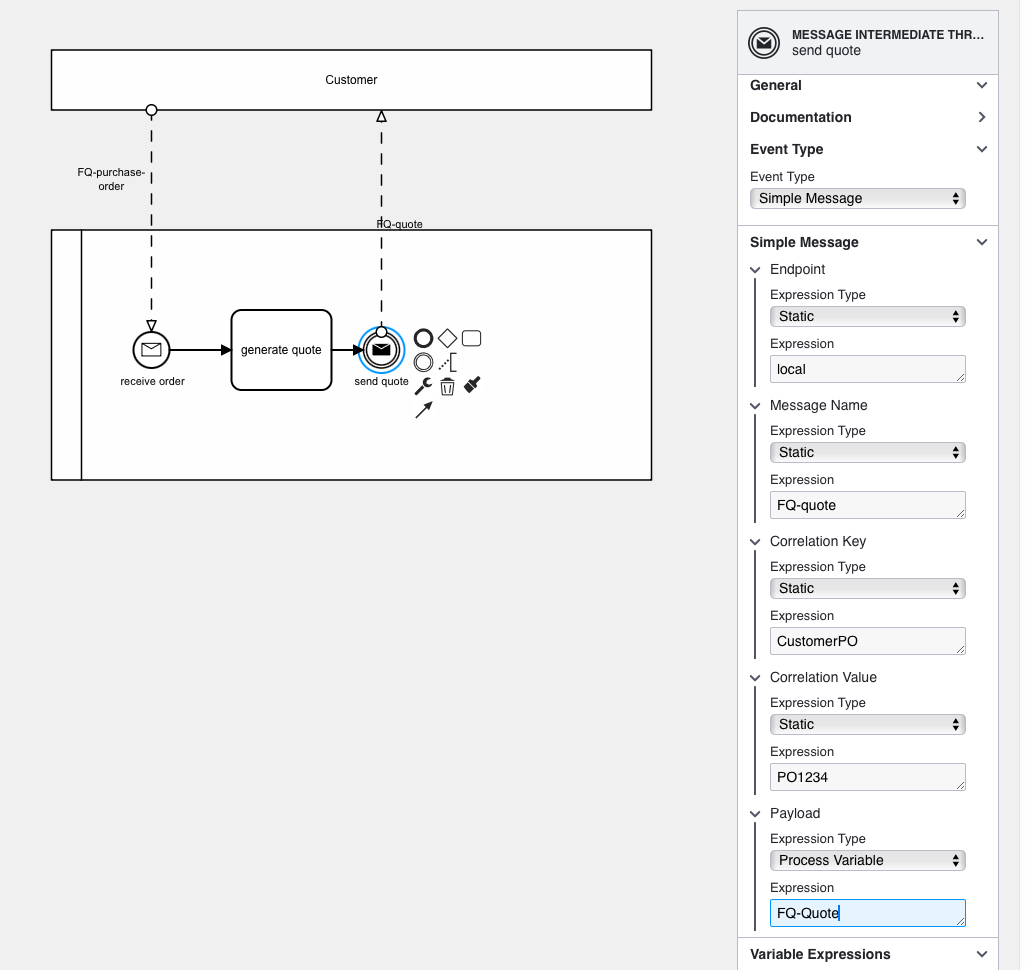 Customer
FQ-purchase-
order
FQ-quote
receive order
generate quote
send quote
MESSAGE INTERMEDIATE THR...
send quote
General
Documentation
Event Type
Event Type
Simple Message
Simple Message
Endpoint
Expression Type
Static
Expression
local
Message Name
Expression Type
Static
Expression
FQ-quote
Correlation Key
Expression Type
Static
Expression
CustomerPO
Correlation Value
Expression Type
Static
Expression
PO1234
Payload
Expression Type
Process Variable
Expression
FQ-Quote
Variable Expressions